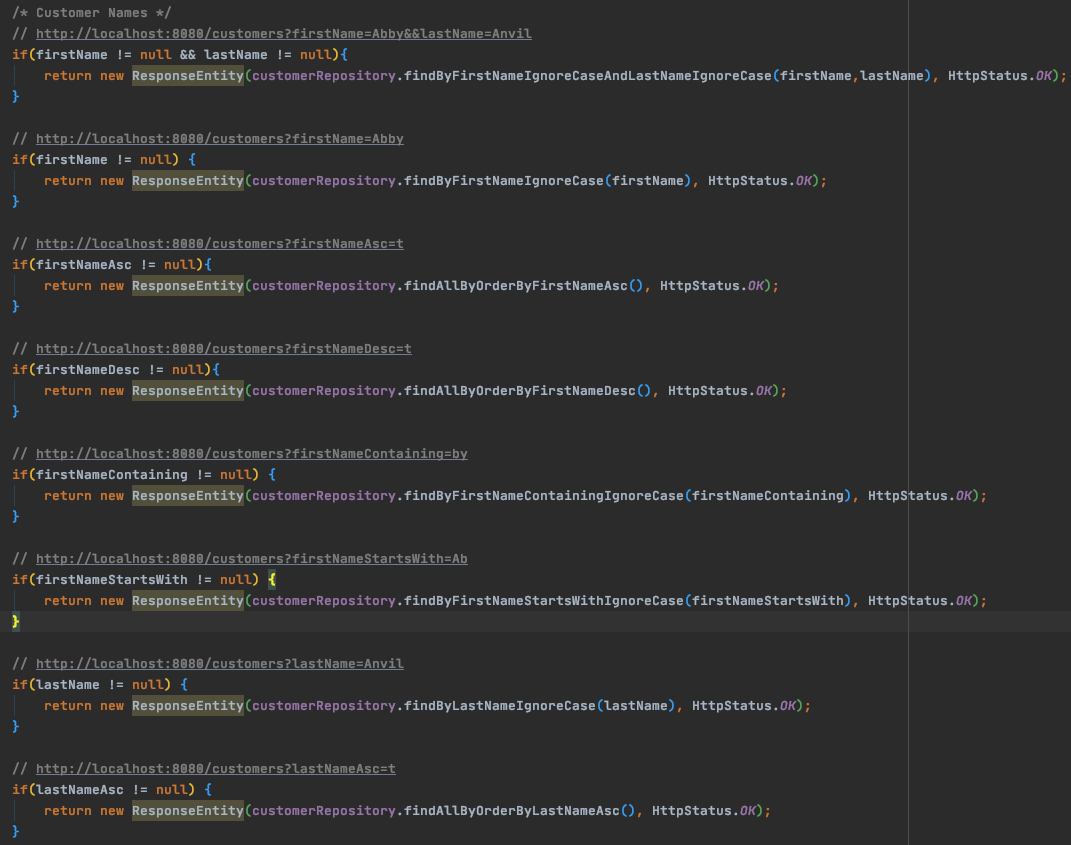 /* Customer Names */
// http://localhost:8080/customers?firstName=Abby&&lastName=Anvil
if(firstName != null && lastName != null){
    return new ResponseEntity(customerRepository.findByFirstNameIgnoreCaseAndLastNameIgnoreCase(firstName,lastName), HttpStatus.OK);
}
// http://localhost:8080/customers?firstName=Abby
if(firstName != null) {
    return new ResponseEntity(customerRepository.findByFirstNameIgnoreCase(firstName), HttpStatus.OK);
}
// http://localhost:8080/customers?firstNameAsc=t
if(firstNameAsc != null){
    return new ResponseEntity(customerRepository.findAllByOrderByFirstNameAsc(), HttpStatus.OK);
}
// http://localhost:8080/customers?firstNameDesc=t
if(firstNameDesc != null){
    return new ResponseEntity(customerRepository.findAllByOrderByFirstNameDesc(), HttpStatus.OK);
}
// http://localhost:8080/customers?firstNameContaining=by
if(firstNameContaining != null) {
    return new ResponseEntity(customerRepository.findByFirstNameContainingIgnoreCase(firstNameContaining), HttpStatus.OK);
}
// http://localhost:8080/customers?firstNameStartsWith=Ab
if(firstNameStartsWith != null) {
    return new ResponseEntity(customerRepository.findByFirstNameStartsWithIgnoreCase(firstNameStartsWith), HttpStatus.OK);
}
// http://localhost:8080/customers?lastName=Anvil
if(lastName != null) {
    return new ResponseEntity(customerRepository.findByLastNameIgnoreCase(lastName), HttpStatus.OK);
}
// http://localhost:8080/customers?lastNameAsc=t
if(lastNameAsc != null) {
    return new ResponseEntity(customerRepository.findAllByOrderByLastNameAsc(), HttpStatus.OK);
}